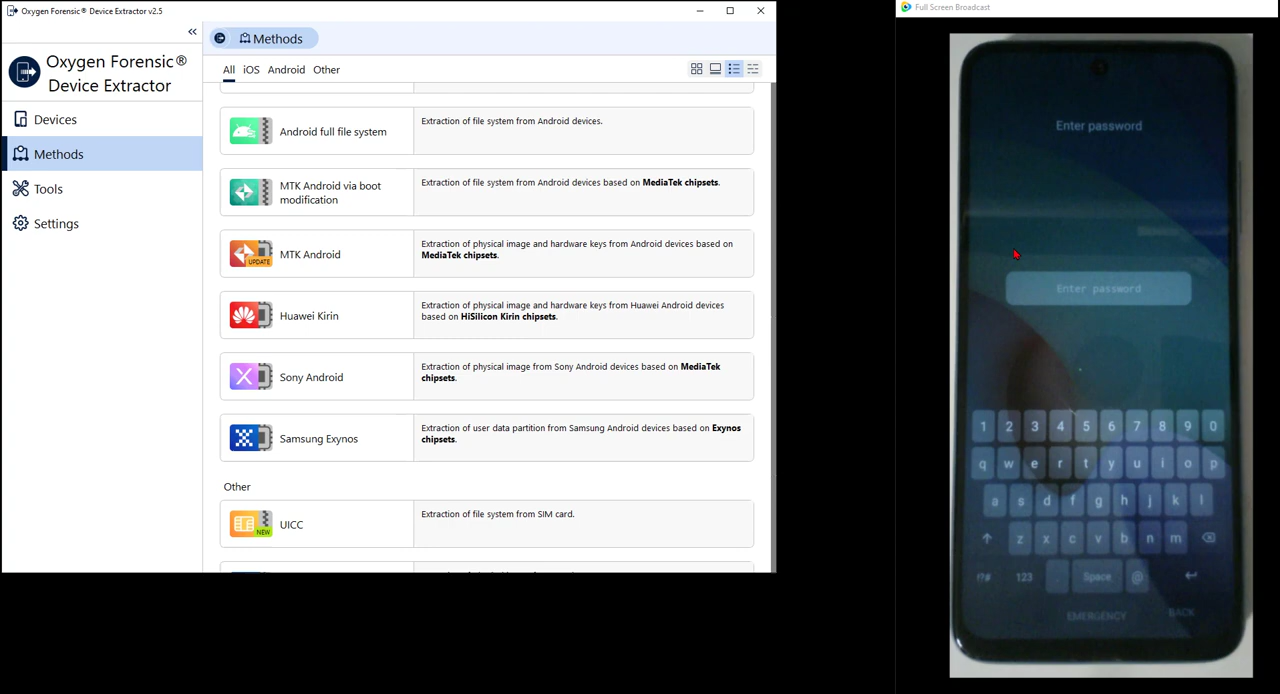 Oxygen Forensic® Device Extractor v2.5
Full Screen Broadcast
Oxygen Forensic®
Device Extractor
Devices
Methods
Tools
Settings
Methods
All iOS Android Other
Android full file system
Extraction of file system from Android devices.
MTK Android via boot
modification
Extraction of file system from Android devices based on MediaTek chipsets.
UPDATE
MTK Android
Extraction of physical image and hardware keys from Android devices based on
MediaTek chipsets.
Huawei Kirin
Extraction of physical image and hardware keys from Huawei Android devices
based on HiSilicon Kirin chipsets.
Sony Android
Extraction of physical image from Sony Android devices based on MediaTek
chipsets.
Samsung Exynos
Extraction of user data partition from Samsung Android devices based on Exynos
chipsets.
Other
NEW
UICC
Extraction of file system from SIM card.
Enter password
Enter password
1 2 3 4 5 6 7 8 9 0
q w e r t y u i o p
a s d f g h j k l
z x c v b n m
!?# 123 . Space @
EMERGENCY BACK